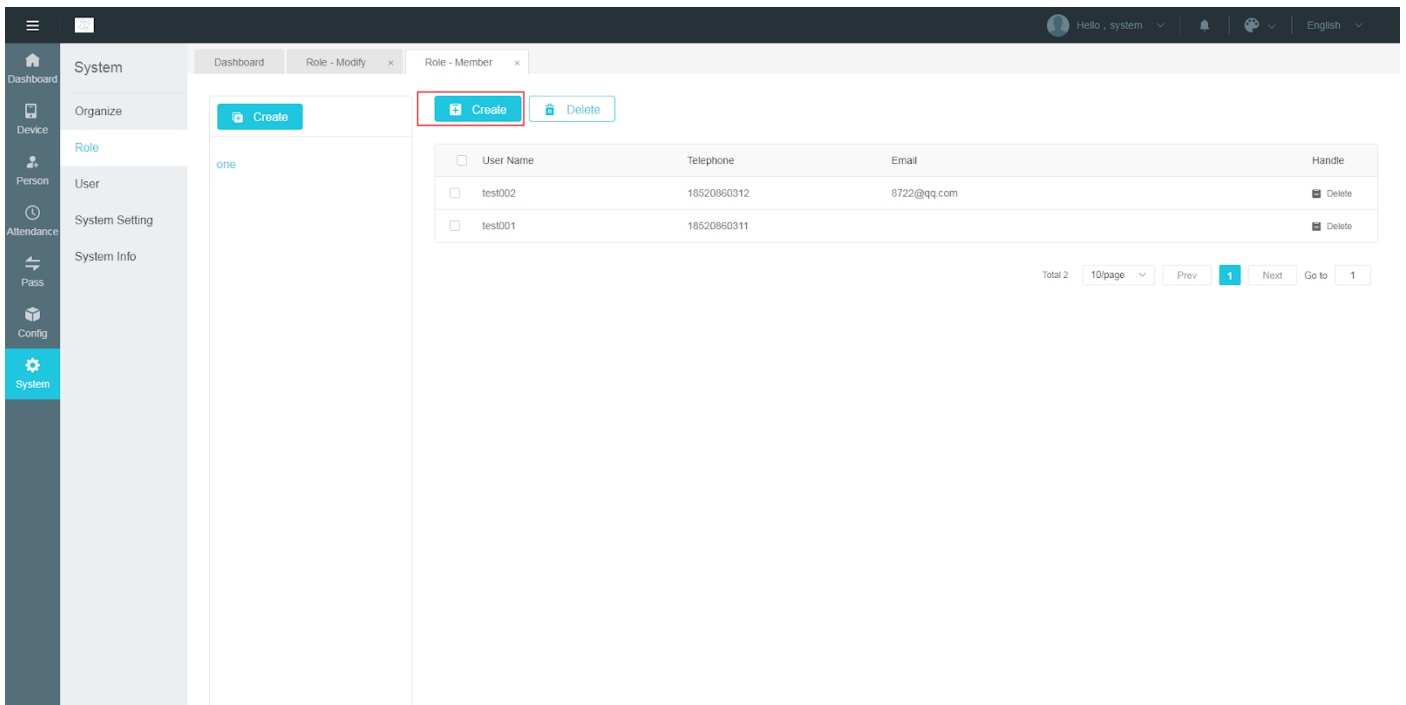 Hello , system
English
Dashboard
Device
Person
Attendance
Pass
Config
System
System
Organize
Role
User
System Setting
System Info
Dashboard Role - Modify × Role - Member ×
Create
one
Create Delete
User Name Telephone Email Handle
test002 18520860312 8722@qq.com Delete
test001 18520860311 Delete
Total 2 10/page Prev 1 Next Go to 1